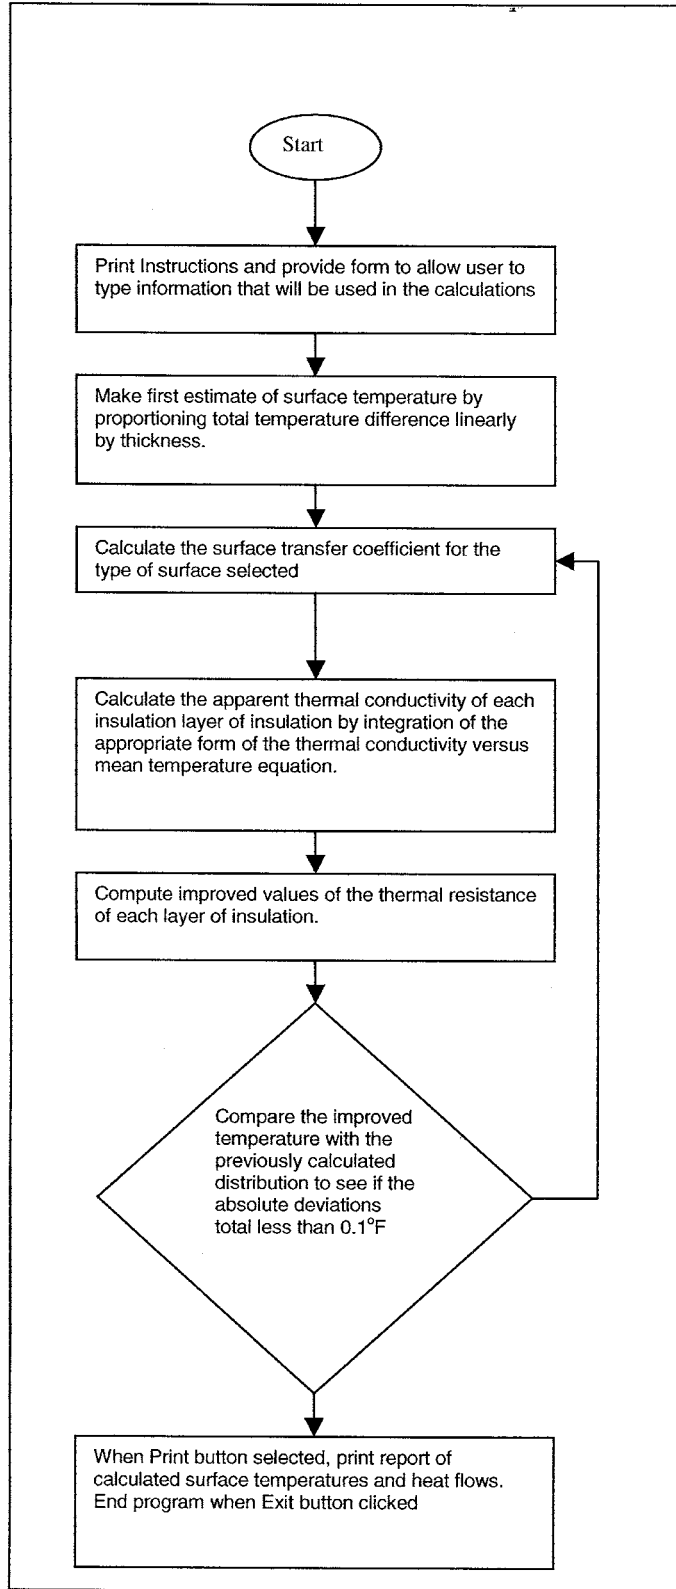 Start
Print Instructions and provide form to allow user to
type information that will be used in the calculations
Make first estimate of surface temperature by
proportioning total temperature difference linearly
by thickness.
Calculate the surface transfer coefficient for the
type of surface selected
Calculate the apparent thermal conductivity of each
insulation layer of insulation by integration of the
appropriate form of the thermal conductivity versus
mean temperature equation.
Compute improved values of the thermal resistance
of each layer of insulation.
Compare the improved
temperature with the
previously calculated
distribution to see if the
absolute deviations
total less than 0.1°F
When Print button selected, print report of
calculated surface temperatures and heat flows.
End program when Exit button clicked